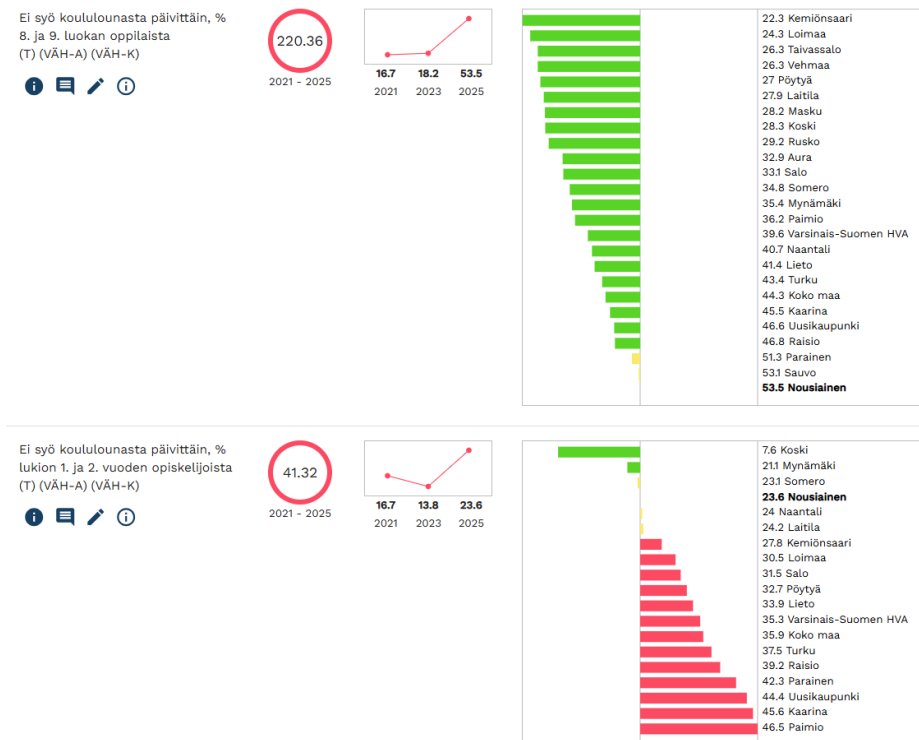 Ei syö koululounasta päivittäin, %
8. ja 9. luokan oppilaista
(T) (VÄH-A) (VÄH-K)
220.36
2021 - 2025
16.7 18.2 53.5
2021 2023 2025
22.3 Kemiönsaari
24.3 Loimaa
26.3 Taivassalo
26.3 Vehmaa
27 Pöytyä
27.9 Laitila
28.2 Masku
28.3 Koski
29.2 Rusko
32.9 Aura
33.1 Salo
34.8 Somero
35.4 Mynämäki
36.2 Paimio
39.6 Varsinais-Suomen HVA
40.7 Naantali
41.4 Lieto
43.4 Turku
44.3 Koko maa
45.5 Kaarina
46.6 Uusikaupunki
46.8 Raisio
51.3 Parainen
53.1 Sauvo
53.5 Nousiainen
Ei syö koululounasta päivittäin, %
lukion 1. ja 2. vuoden opiskelijoista
(T) (VÄH-A) (VÄH-K)
41.32
2021 - 2025
16.7 13.8 23.6
2021 2023 2025
7.6 Koski
21.1 Mynämäki
23.1 Somero
23.6 Nousiainen
24 Naantali
24.2 Laitila
27.8 Kemiönsaari
30.5 Loimaa
31.5 Salo
32.7 Pöytyä
33.9 Lieto
35.3 Varsinais-Suomen HVA
35.9 Koko maa
37.5 Turku
39.2 Raisio
42.3 Parainen
44.4 Uusikaupunki
45.6 Kaarina
46.5 Paimio